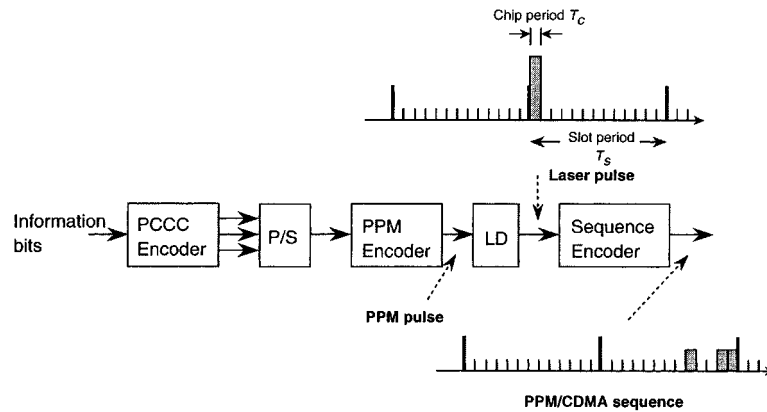 Chip period T_C
Slot period
T_S
Laser pulse
Information
bits
PCCC
Encoder
P/S
PPM
Encoder
LD
Sequence
Encoder
PPM pulse
PPM/CDMA sequence